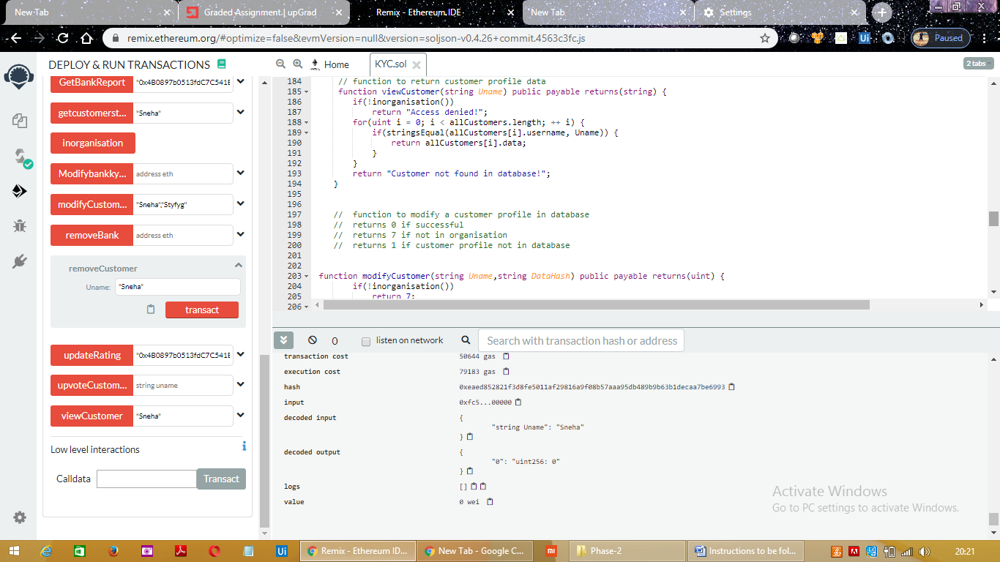 New Tab
Graded Assignment | upGrad
Remix - Ethereum IDE
New Tab
Settings
remix.ethereum.org/#optimize=false&evmVersion=null&version=soljson-v0.4.26+commit.4563c3fc.js
Paused
DEPLOY & RUN TRANSACTIONS
GetBankReport
"0x4B0897b0513fdC7C541E
getcustomerst...
"Sneha"
inorganisation
Modifybankky...
address eth
modifyCustom...
"Sneha","Styfyg"
removeBank
address eth
removeCustomer
Uname:
"Sneha"
transact
updateRating
"0x4B0897b0513fdC7C541E
upvoteCustom...
string uname
viewCustomer
"Sneha"
Low level interactions
i
Calldata
Transact
Home
KYC.sol
2 tabs
184 // function to return customer profile data
185 function viewCustomer(string Uname) public payable returns(string) {
186 if(!inorganisation())
187 return "Access denied!";
188 for(uint i = 0; i < allCustomers.length; ++ i) {
189 if(stringsEqual(allCustomers[i].username, Uname)) {
190 return allCustomers[i].data;
191 }
192 }
193 return "Customer not found in database!";
194 }
195
196
197 // function to modify a customer profile in database
198 // returns 0 if successful
199 // returns 7 if not in organisation
200 // returns 1 if customer profile not in database
201
202
203 function modifyCustomer(string Uname,string DataHash) public payable returns(uint) {
204 if(!inorganisation())
205 return 7;
206
0
listen on network
Search with transaction hash or address
transaction cost 50644 gas
execution cost 79183 gas
hash 0xeaed852821f3d8fe5011af29816a9f08b57aaa95db489b9b63b1decaa7be6993
input 0xfc5...00000
decoded input {
"string Uname": "Sneha"
}
decoded output {
"0": "uint256: 0"
}
logs []
value 0 wei
Activate Windows
Go to PC settings to activate Windows.
Ui
Remix - Ethereum ID...
New Tab - Google C...
mi
Phase-2
Instructions to be fol...
20:21